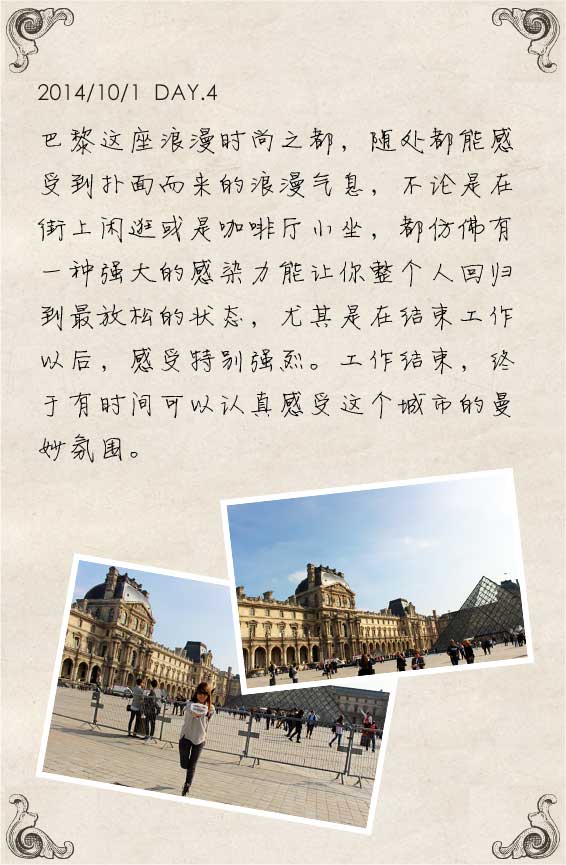 2014/10/1 DAY.4
巴黎这座浪漫时尚之都，随处都能感
受到扑面而来的浪漫气息，不论是在
街上闲逛或是咖啡厅小坐，都仿佛有
一种强大的感染力能让你整个人回归
到最放松的状态，尤其是在结束工作
以后，感受特别强烈。工作结束，终
于有时间可以认真感受这个城市的曼
妙氛围。